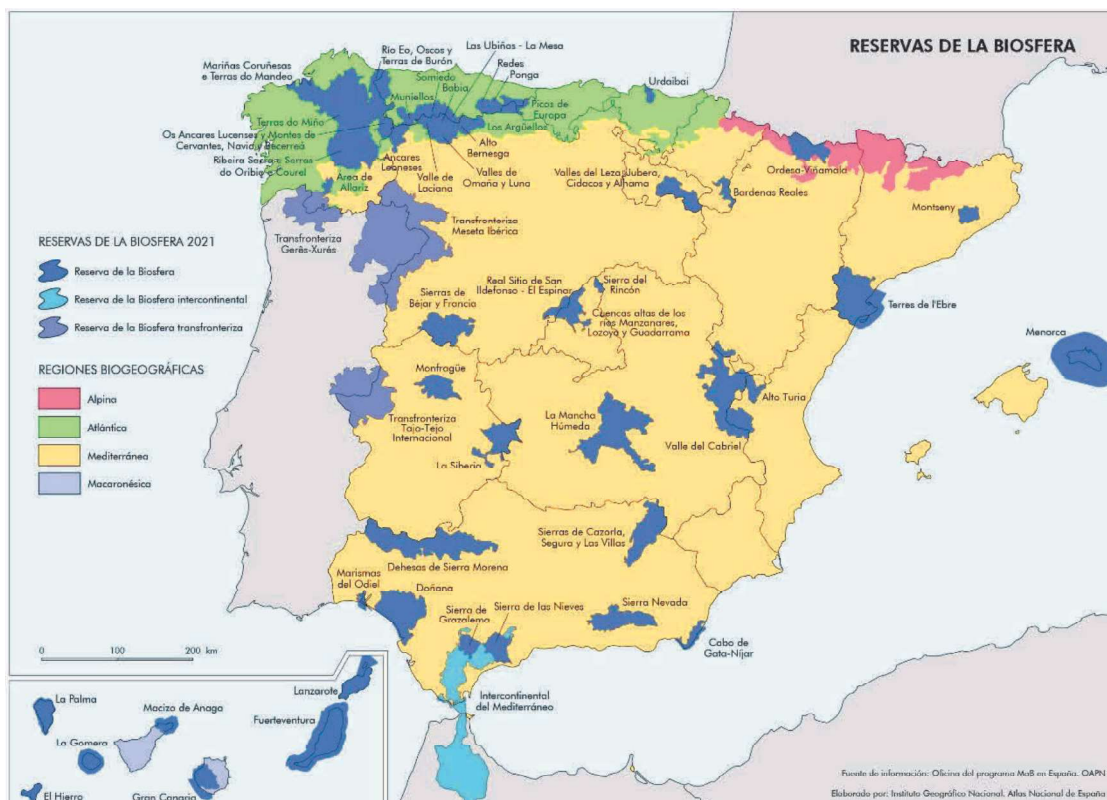 RESERVAS DE LA BIOSFERA
Mariñas Coruñesas
e Terras do Mandeo
Río Eo, Oscos y
Terras de Burón
Las Ubiñas - La Mesa
Redes
Ponga
Somiedo
Babia
Muniellos
Picos de
Europa
Urdaibai
Terras do Miño
Os Ancares Lucenses y Montes de
Cervantes, Navia y Becerreá
Los Argüellos
Alto
Bernesga
Ribeira Sacra e Serras
do Oribio e Courel
Ancares
Leoneses
Área de
Allariz
Valle de
Laciana
Valles de
Omaña y Luna
Valles del Leza, Jubera,
Cidacos y Alhama
Bardenas Reales
Ordesa-Viñamala
Montseny
Transfronteriza
Gerês-Xurés
Transfronteriza
Meseta Ibérica
RESERVAS DE LA BIOSFERA 2021
Reserva de la Biosfera
Reserva de la Biosfera intercontinental
Reserva de la Biosfera transfronteriza
REGIONES BIOGEOGRÁFICAS
Alpina
Atlántica
Mediterránea
Macaronésica
Sierras de
Béjar y Francia
Real Sitio de San
Ildefonso - El Espinar
Sierra del
Rincón
Cuencas altas de los
ríos Manzanares,
Lozoya y Guadarrama
Terres de l'Ebre
Menorca
Monfragüe
Transfronteriza
Tajo-Tejo
Internacional
La Mancha
Húmeda
Alto Turia
Valle del Cabriel
La Siberia
Sierras de Cazorla,
Segura y Las Villas
Dehesas de Sierra Morena
Marismas
del Odiel
Doñana
Sierra de
Grazalema
Sierra de las Nieves
Sierra Nevada
Cabo de
Gata-Níjar
Intercontinental
del Mediterráneo
0 100 200 km
La Palma
Macizo de Anaga
Lanzarote
Fuerteventura
La Gomera
El Hierro
Gran Canaria
Fuente de información: Oficina del programa MaB en España. OAPN
Elaborado por: Instituto Geográfico Nacional. Atlas Nacional de España